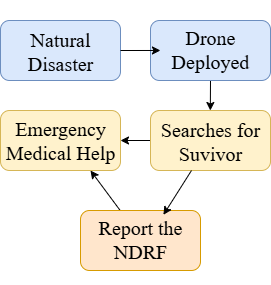 Natural
Disaster
Drone
Deployed
Emergency
Medical Help
Searches for
Suvivor
Report the
NDRF